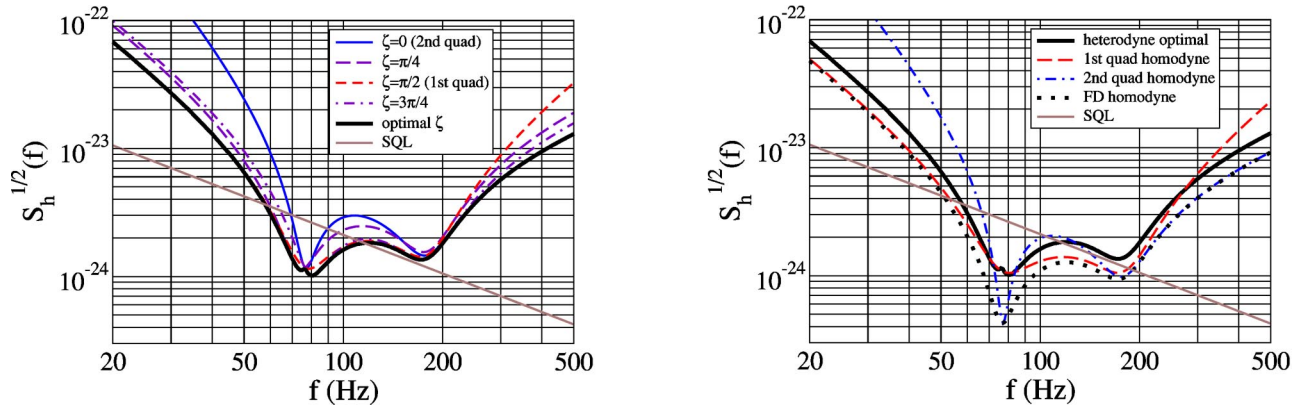 10^-22
10^-23
10^-24
S_h^1/2(f)
ζ=0 (2nd quad)
ζ=π/4
ζ=π/2 (1st quad)
ζ=3π/4
optimal ζ
SQL
20 50 100 200 500
f (Hz)
10^-22
10^-23
10^-24
S_h^1/2(f)
heterodyne optimal
1st quad homodyne
2nd quad homodyne
FD homodyne
SQL
20 50 100 200 500
f (Hz)